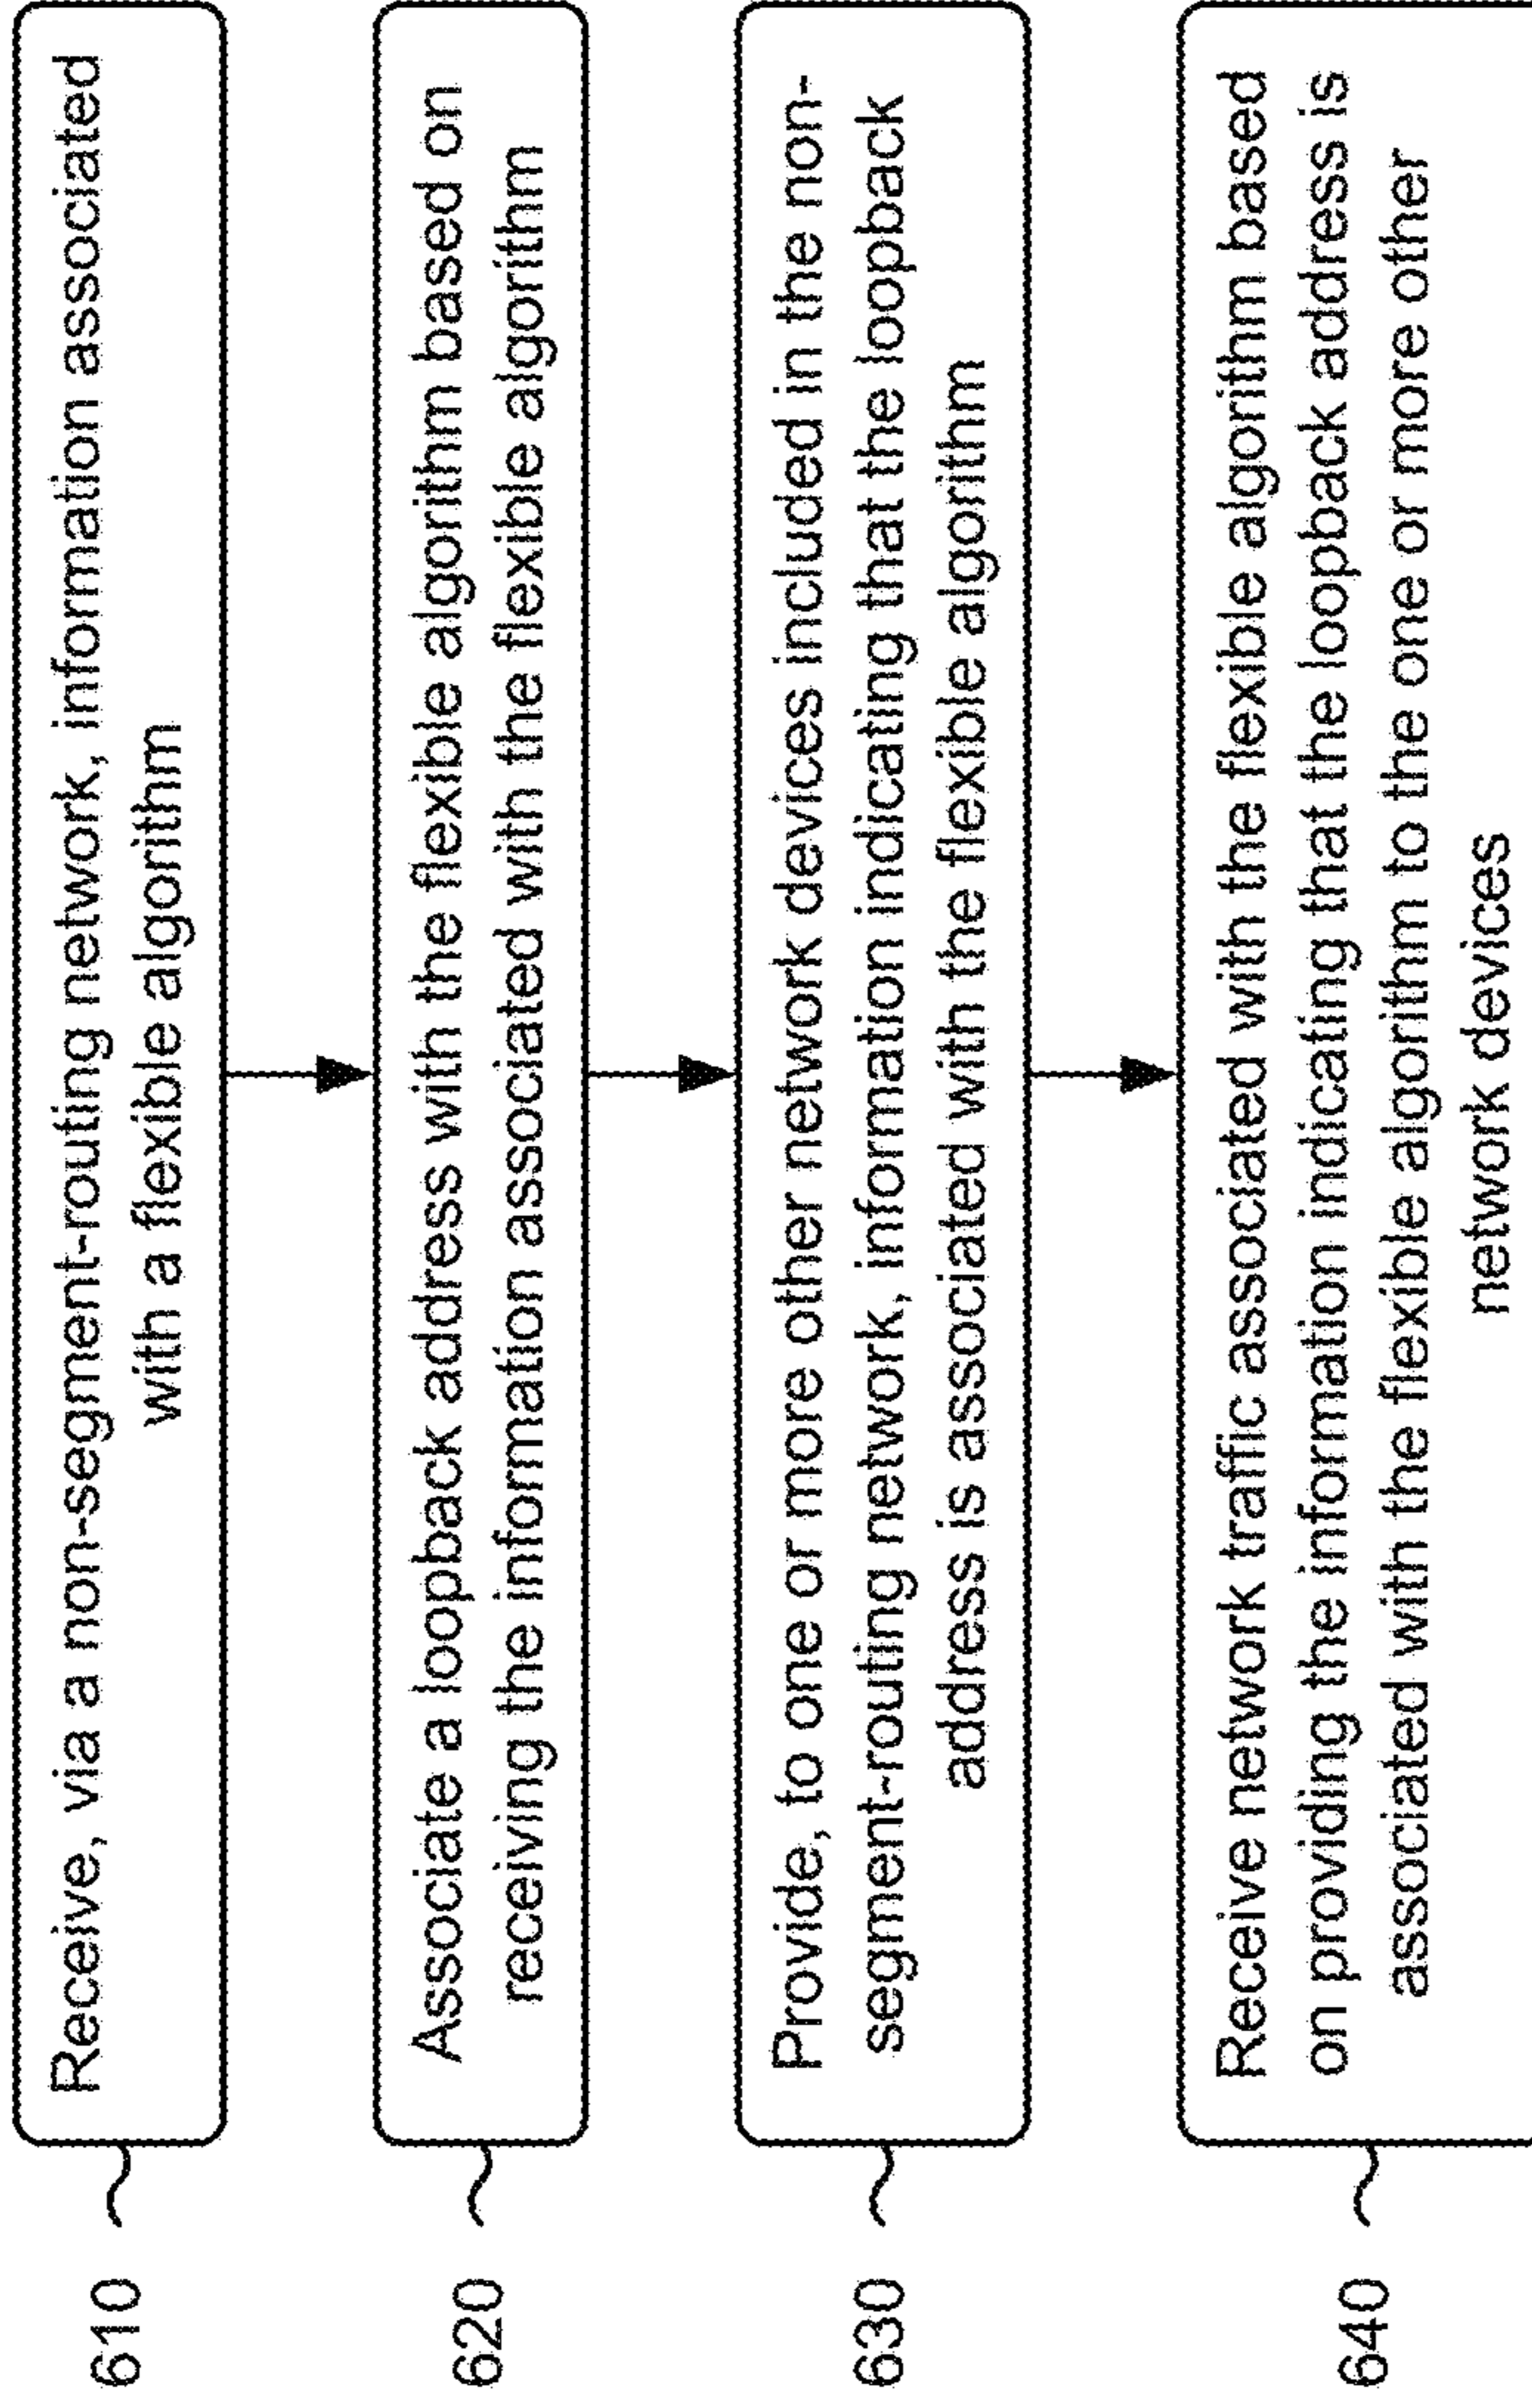 610
Receive, via a non-segment-routing network, information associated
with a flexible algorithm
620
Associate a loopback address with the flexible algorithm based on
receiving the information associated with the flexible algorithm
630
Provide, to one or more other network devices included in the non-
segment-routing network, information indicating that the loopback
address is associated with the flexible algorithm
640
Receive network traffic associated with the flexible algorithm based
on providing the information indicating that the loopback address is
associated with the flexible algorithm to the one or more other
network devices